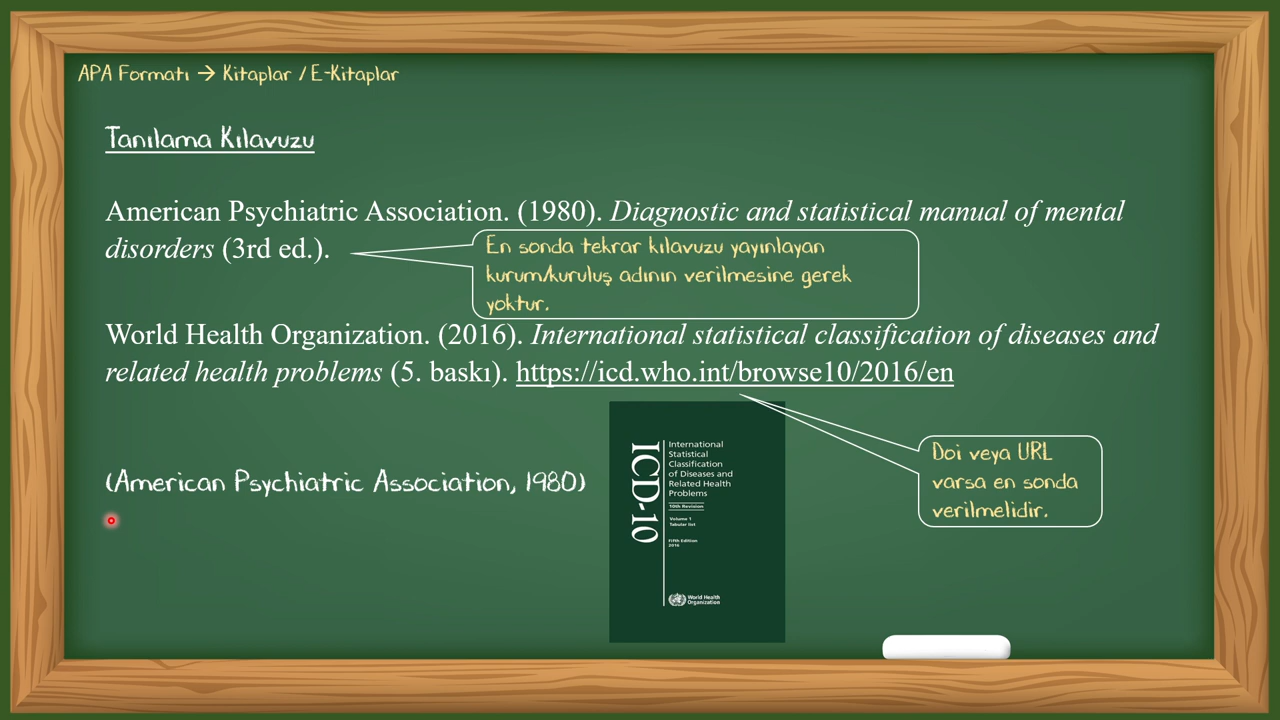 APA Formatı → Kitaplar / E-Kitaplar
Tanılama Kılavuzu
American Psychiatric Association. (1980). Diagnostic and statistical manual of mental
disorders (3rd ed.).
En sonda tekrar kılavuzu yayınlayan
kurum/kuruluş adının verilmesine gerek
yoktur.
World Health Organization. (2016). International statistical classification of diseases and
related health problems (5. baskı). https://icd.who.int/browse10/2016/en
Doi veya URL
varsa en sonda
verilmelidir.
(American Psychiatric Association, 1980)
ICD-10
International
Statistical
Classification
of Diseases and
Related Health
Problems
10th Revision
Volume 1
Tabular list
Fifth Edition
2016
World Health
Organization